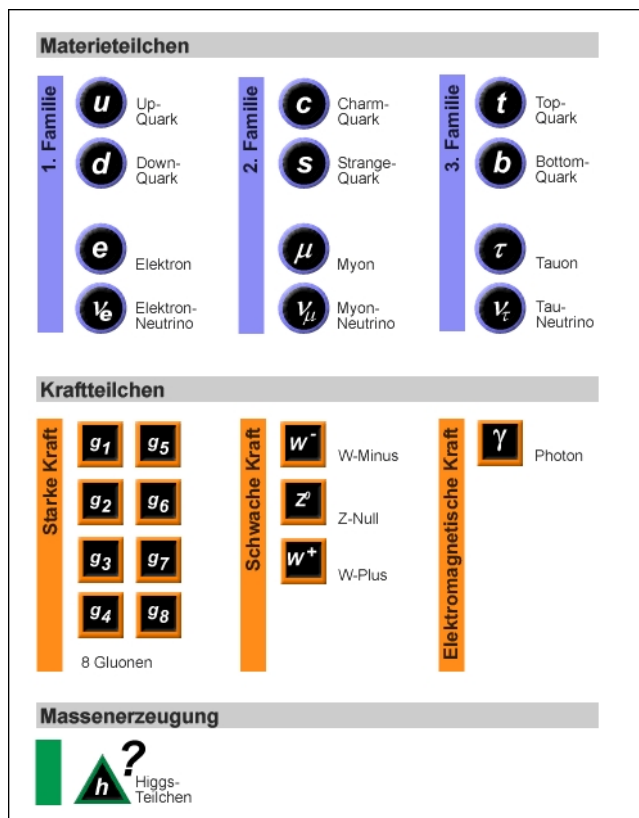 Materieteilchen
1. Familie
u
Up-
Quark
d
Down-
Quark
e
Elektron
νe
Elektron-
Neutrino
2. Familie
c
Charm-
Quark
s
Strange-
Quark
μ
Myon
νμ
Myon-
Neutrino
3. Familie
t
Top-
Quark
b
Bottom-
Quark
τ
Tauon
ντ
Tau-
Neutrino
Kraftteilchen
Starke Kraft
g1 g5
g2 g6
g3 g7
g4 g8
8 Gluonen
Schwache Kraft
W-
W-Minus
Z0
Z-Null
W+
W-Plus
Elektromagnetische Kraft
γ
Photon
Massenerzeugung
h
?
Higgs-
Teilchen